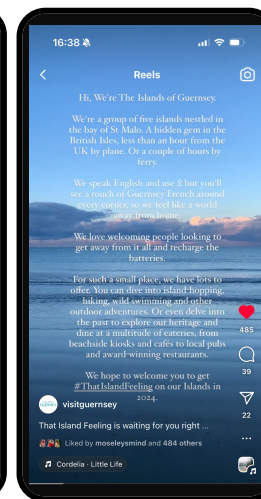 16:38
Reels
Hi, We're The Islands of Guernsey.
We're a group of five islands nestled in
the bay of St Malo. A hidden gem in the
British Isles, less than an hour from the
UK by plane. Or a couple of hours by
ferry.
We speak English and use £ but you'll
see a touch of Guernsey French around
every corner, so we feel like a world
away from home
We love welcoming people looking to
get away from it all and recharge the
batteries.
For such a small place, we have lots to
offer. You can dive into island hopping,
hiking, wild swimming and other
outdoor adventures. Or even delve into
the past to explore our heritage and
dine at a multitude of eateries, from
beachside kiosks and cafés to local pubs
and award-winning restaurants.
485
39
We hope to welcome you to get
#ThatIslandFeeling on our Islands in
2024.
visitguernsey
22
That Island Feeling is waiting for you right ...
Liked by moseleysmind and 484 others
Cordelia · Little Life